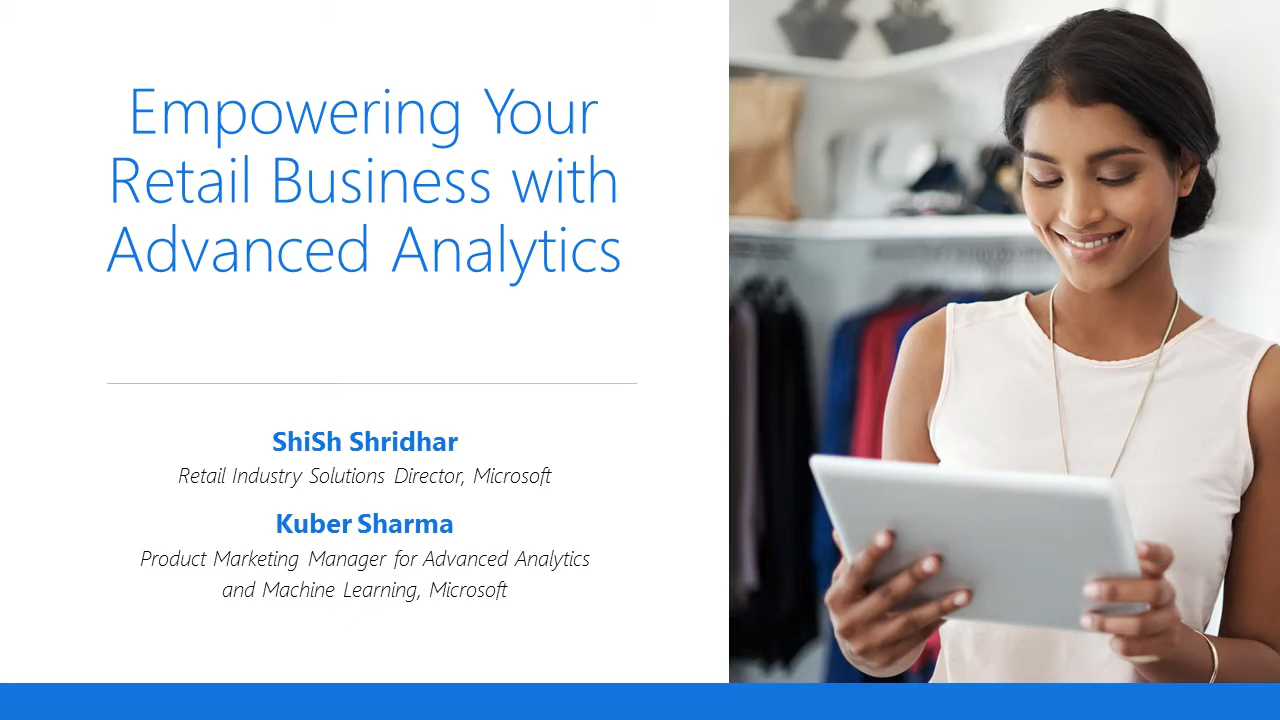 Empowering Your
Retail Business with
Advanced Analytics
ShiSh Shridhar
Retail Industry Solutions Director, Microsoft
Kuber Sharma
Product Marketing Manager for Advanced Analytics
and Machine Learning, Microsoft